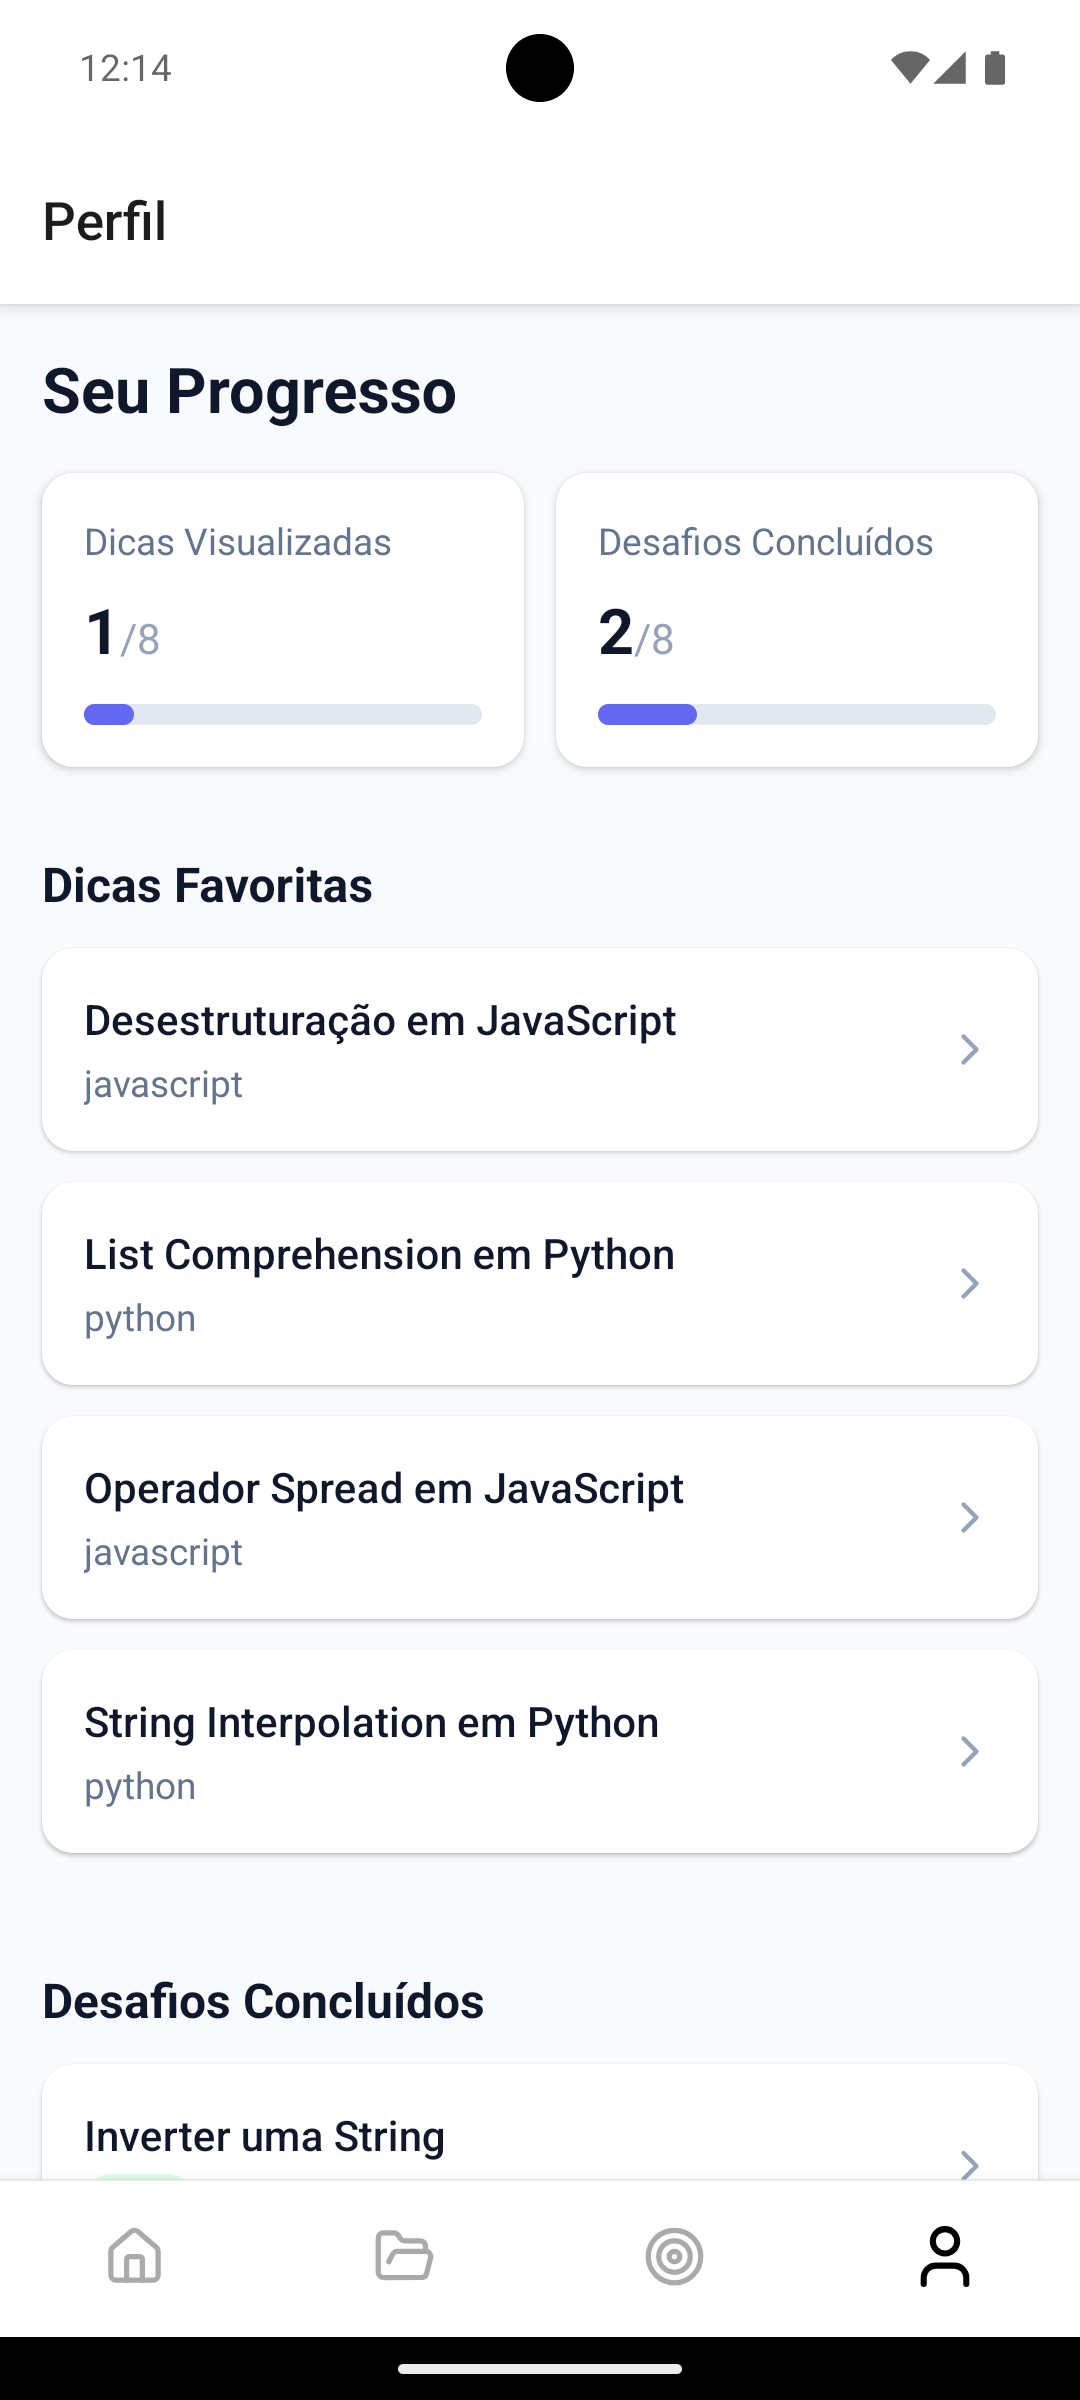 12:14
Perfil
Seu Progresso
Dicas Visualizadas
1/8
Desafios Concluídos
2/8
Dicas Favoritas
Desestruturação em JavaScript
javascript
List Comprehension em Python
python
Operador Spread em JavaScript
javascript
String Interpolation em Python
python
Desafios Concluídos
Inverter uma String